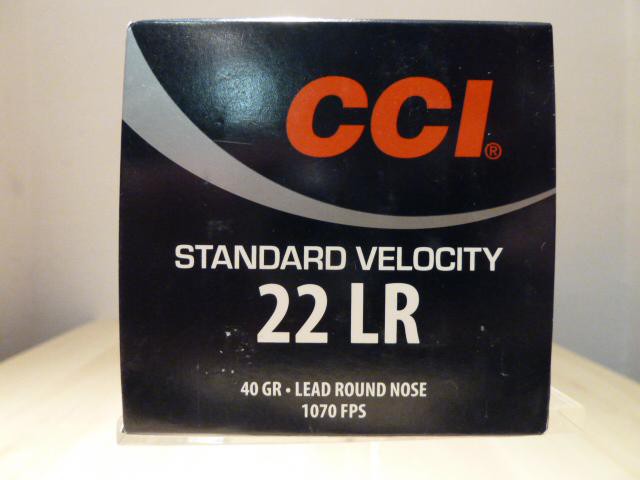 CCI®
STANDARD VELOCITY
22 LR
40 GR • LEAD ROUND NOSE
1070 FPS